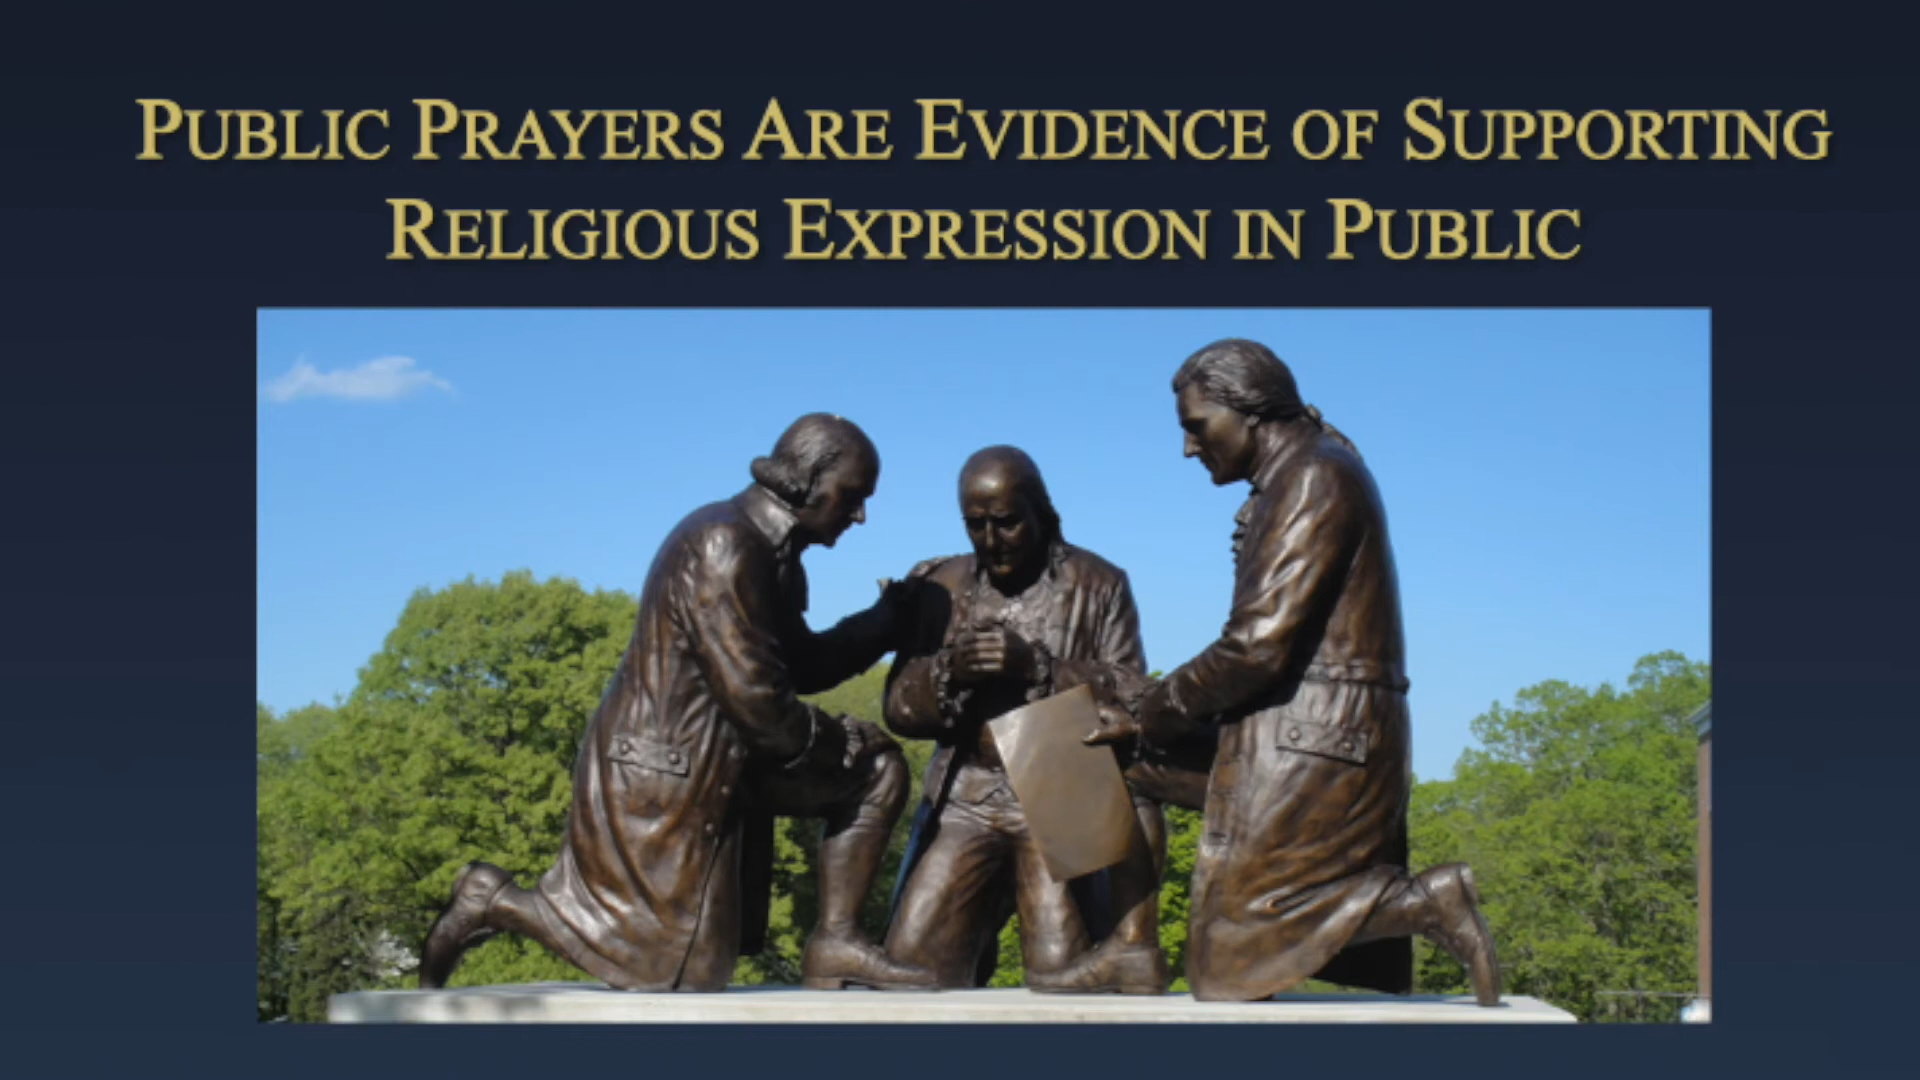 PUBLIC PRAYERS ARE EVIDENCE OF SUPPORTING
RELIGIOUS EXPRESSION IN PUBLIC